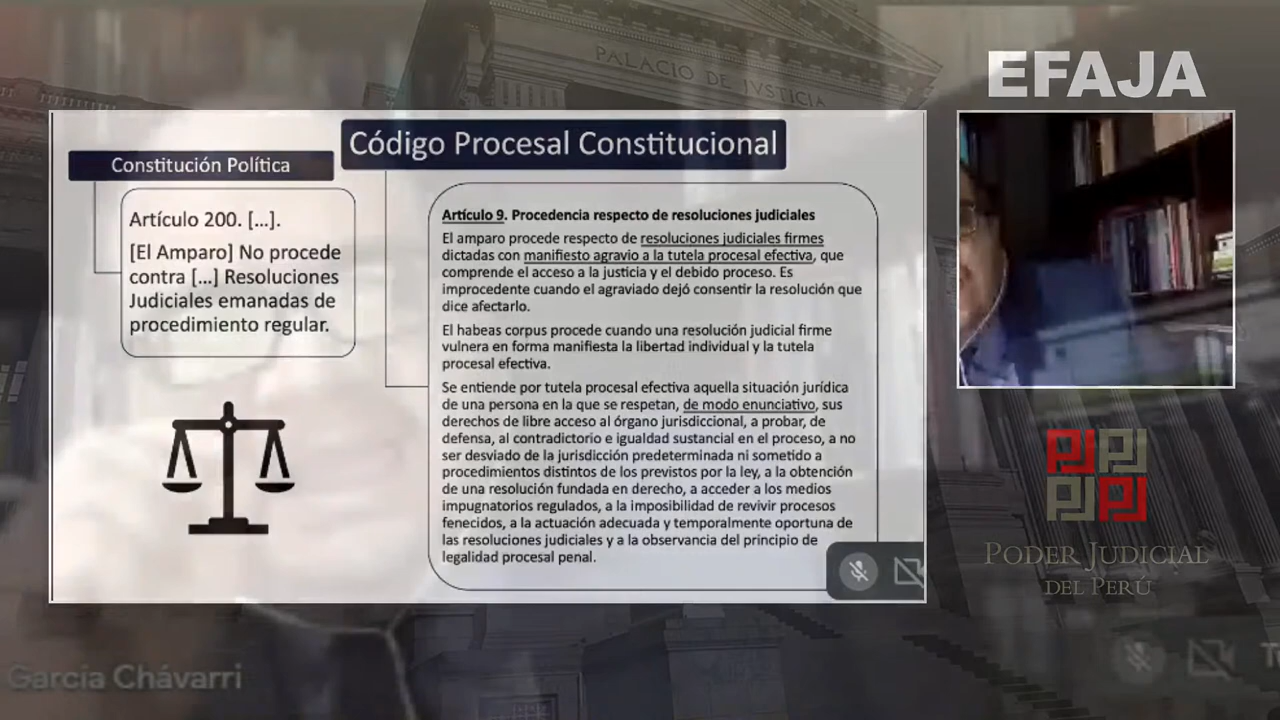 PALACIO DE JVSTICIA
EFAJA
Código Procesal Constitucional
Constitución Política
Artículo 200. [...].
[El Amparo] No procede
contra [...] Resoluciones
Judiciales emanadas de
procedimiento regular.
Artículo 9. Procedencia respecto de resoluciones judiciales
El amparo procede respecto de resoluciones judiciales firmes
dictadas con manifiesto agravio a la tutela procesal efectiva, que
comprende el acceso a la justicia y el debido proceso. Es
improcedente cuando el agraviado dejó consentir la resolución que
dice afectarlo.
El habeas corpus procede cuando una resolución judicial firme
vulnera en forma manifiesta la libertad individual y la tutela
procesal efectiva.
Se entiende por tutela procesal efectiva aquella situación jurídica
de una persona en la que se respetan, de modo enunciativo, sus
derechos de libre acceso al órgano jurisdiccional, a probar, de
defensa, al contradictorio e igualdad sustancial en el proceso, a no
ser desviado de la jurisdicción predeterminada ni sometido a
procedimientos distintos de los previstos por la ley, a la obtención
de una resolución fundada en derecho, a acceder a los medios
impugnatorios regulados, a la imposibilidad de revivir procesos
fenecidos, a la actuación adecuada y temporalmente oportuna de
las resoluciones judiciales y a la observancia del principio de
legalidad procesal penal.
PODER JUDICIAL
DEL PERÚ
García Chávarri